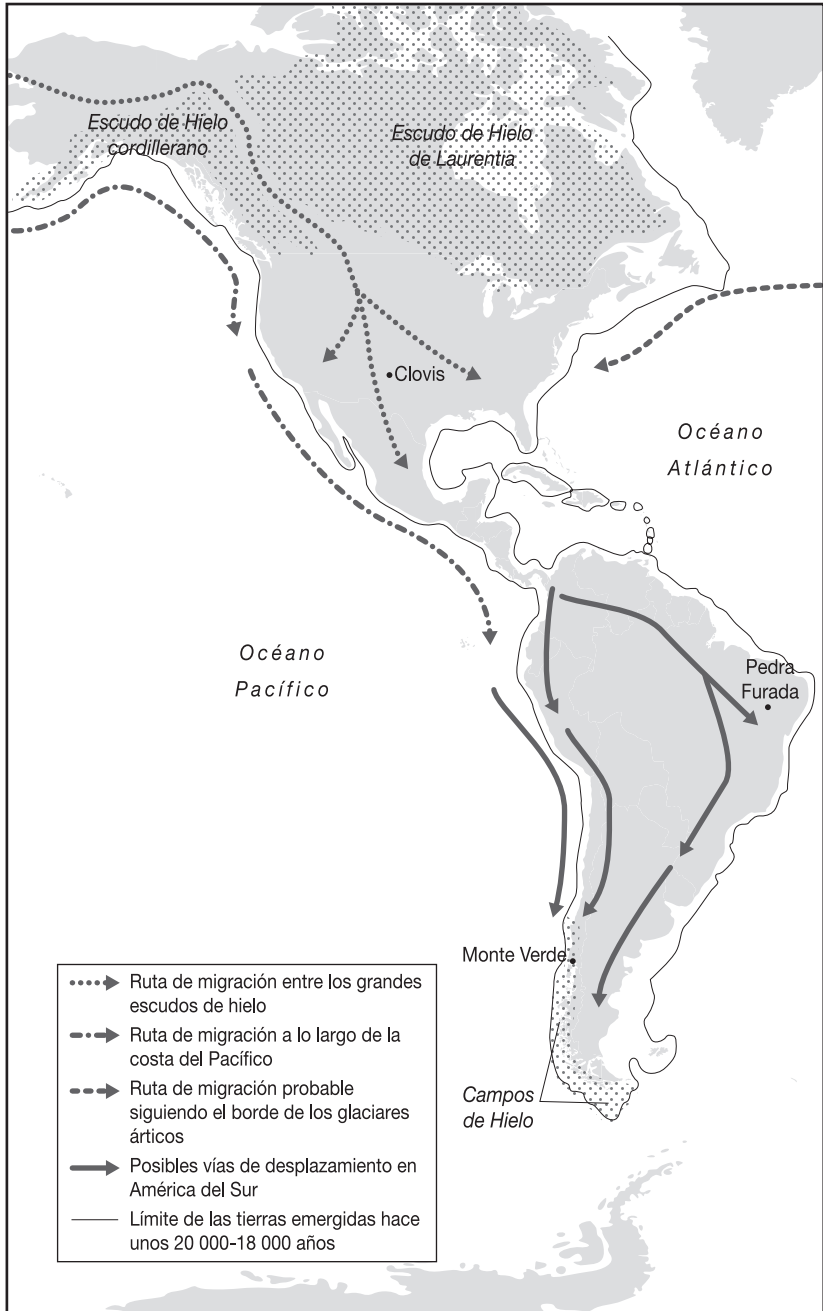 Escudo de Hielo
cordillerano
Escudo de Hielo
de Laurentia
Clovis
Océano
Atlántico
Océano
Pacífico
Pedra
Furada
Monte Verde
Campos
de Hielo
Ruta de migración entre los grandes
escudos de hielo
Ruta de migración a lo largo de la
costa del Pacífico
Ruta de migración probable
siguiendo el borde de los glaciares
árticos
Posibles vías de desplazamiento en
América del Sur
Límite de las tierras emergidas hace
unos 20 000-18 000 años